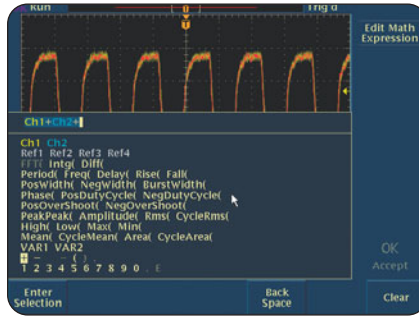 Run
Trig'd
Edit Math
Expression
Ch1+Ch2+
Ch1 Ch2
Ref1 Ref2 Ref3 Ref4
FFT( Intg( Diff(
Period( Freq( Delay( Rise( Fall(
PosWidth( NegWidth( BurstWidth(
Phase( PosDutyCycle( NegDutyCycle(
PosOverShoot( NegOverShoot(
PeakPeak( Amplitude( Rms( CycleRms(
High( Low( Max( Min(
Mean( CycleMean( Area( CycleArea(
VAR1 VAR2
+ - ( ) ,
1 2 3 4 5 6 7 8 9 0 . E
OK
Accept
Enter
Selection
Back
Space
Clear